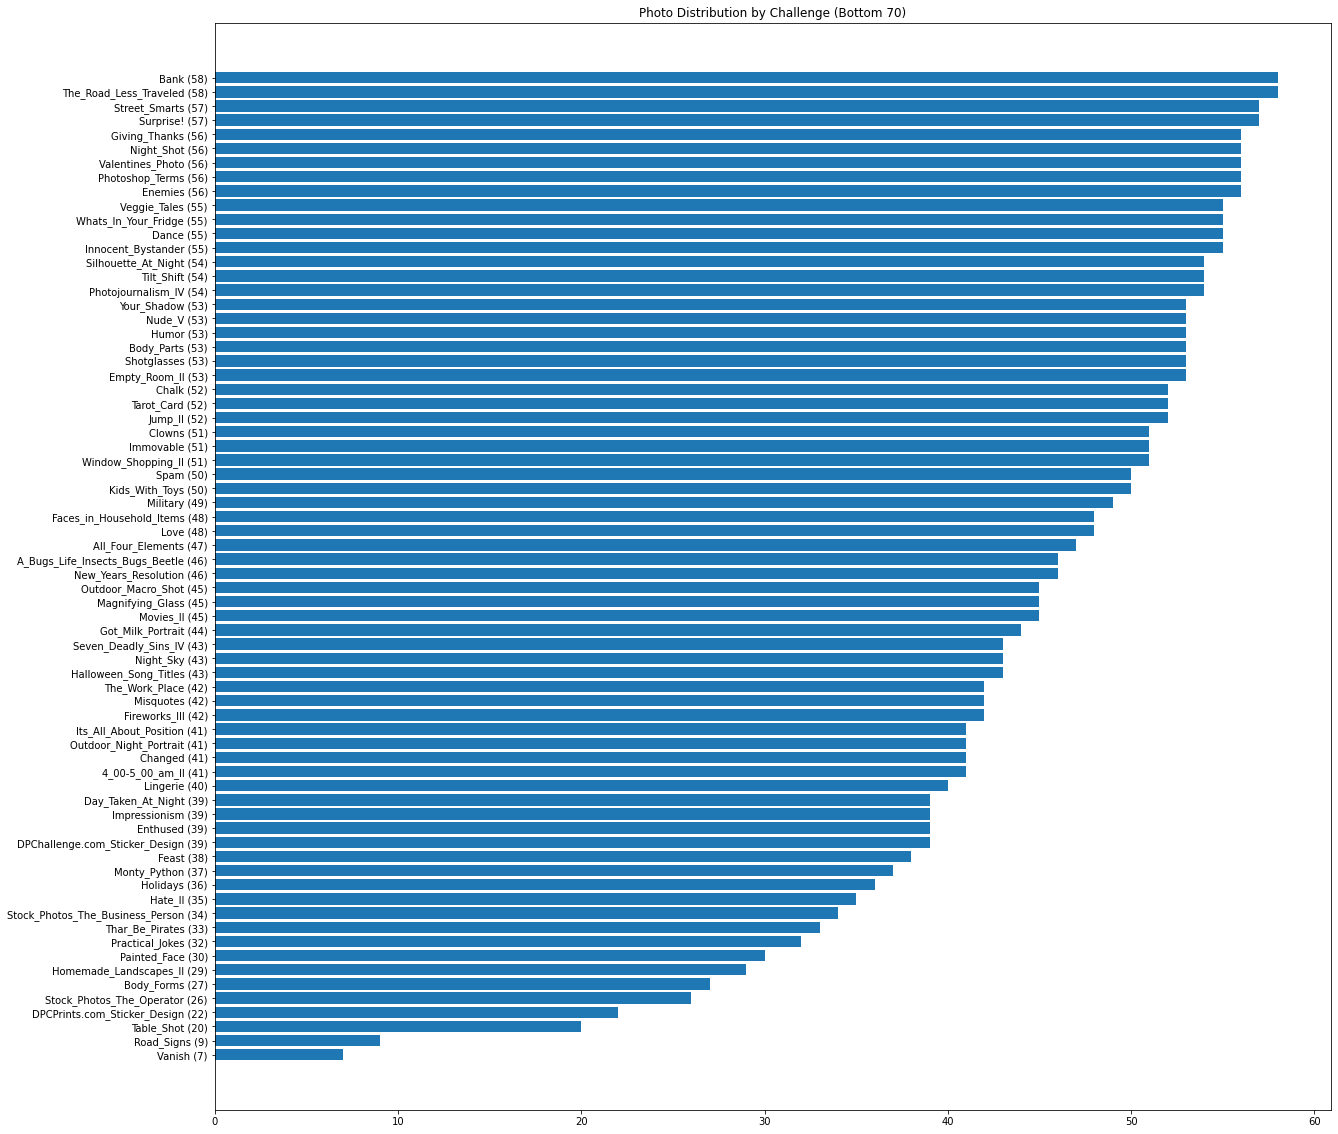 Photo Distribution by Challenge (Bottom 70)
Bank (58)
The_Road_Less_Traveled (58)
Street_Smarts (57)
Surprise! (57)
Giving_Thanks (56)
Night_Shot (56)
Valentines_Photo (56)
Photoshop_Terms (56)
Enemies (56)
Veggie_Tales (55)
Whats_In_Your_Fridge (55)
Dance (55)
Innocent_Bystander (55)
Silhouette_At_Night (54)
Tilt_Shift (54)
Photojournalism_IV (54)
Your_Shadow (53)
Nude_V (53)
Humor (53)
Body_Parts (53)
Shotglasses (53)
Empty_Room_II (53)
Chalk (52)
Tarot_Card (52)
Jump_II (52)
Clowns (51)
Immovable (51)
Window_Shopping_II (51)
Spam (50)
Kids_With_Toys (50)
Military (49)
Faces_in_Household_Items (48)
Love (48)
All_Four_Elements (47)
A_Bugs_Life_Insects_Bugs_Beetle (46)
New_Years_Resolution (46)
Outdoor_Macro_Shot (45)
Magnifying_Glass (45)
Movies_II (45)
Got_Milk_Portrait (44)
Seven_Deadly_Sins_IV (43)
Night_Sky (43)
Halloween_Song_Titles (43)
The_Work_Place (42)
Misquotes (42)
Fireworks_III (42)
Its_All_About_Position (41)
Outdoor_Night_Portrait (41)
Changed (41)
4_00-5_00_am_II (41)
Lingerie (40)
Day_Taken_At_Night (39)
Impressionism (39)
Enthused (39)
DPChallenge.com_Sticker_Design (39)
Feast (38)
Monty_Python (37)
Holidays (36)
Hate_II (35)
Stock_Photos_The_Business_Person (34)
Thar_Be_Pirates (33)
Practical_Jokes (32)
Painted_Face (30)
Homemade_Landscapes_II (29)
Body_Forms (27)
Stock_Photos_The_Operator (26)
DPCPrints.com_Sticker_Design (22)
Table_Shot (20)
Road_Signs (9)
Vanish (7)
0 10 20 30 40 50 60